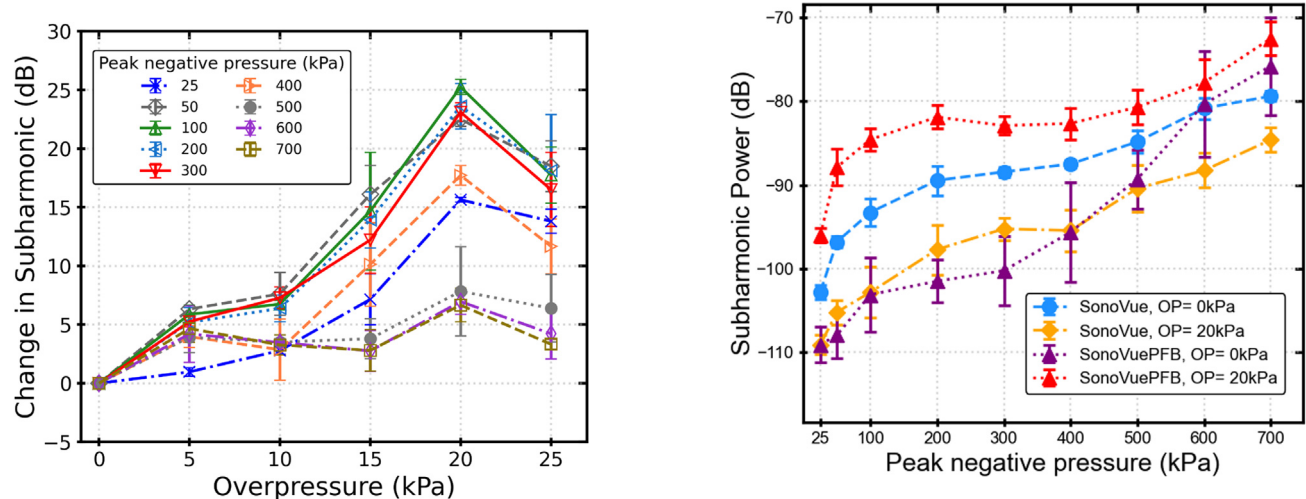 30
25
20
15
10
5
0
−5
Change in Subharmonic (dB)
Peak negative pressure (kPa)
25
50
100
200
300
400
500
600
700
0 5 10 15 20 25
Overpressure (kPa)
−70
−80
−90
−100
−110
Subharmonic Power (dB)
SonoVue, OP= 0kPa
SonoVue, OP= 20kPa
SonoVuePFB, OP= 0kPa
SonoVuePFB, OP= 20kPa
25 100 200 300 400 500 600 700
Peak negative pressure (kPa)